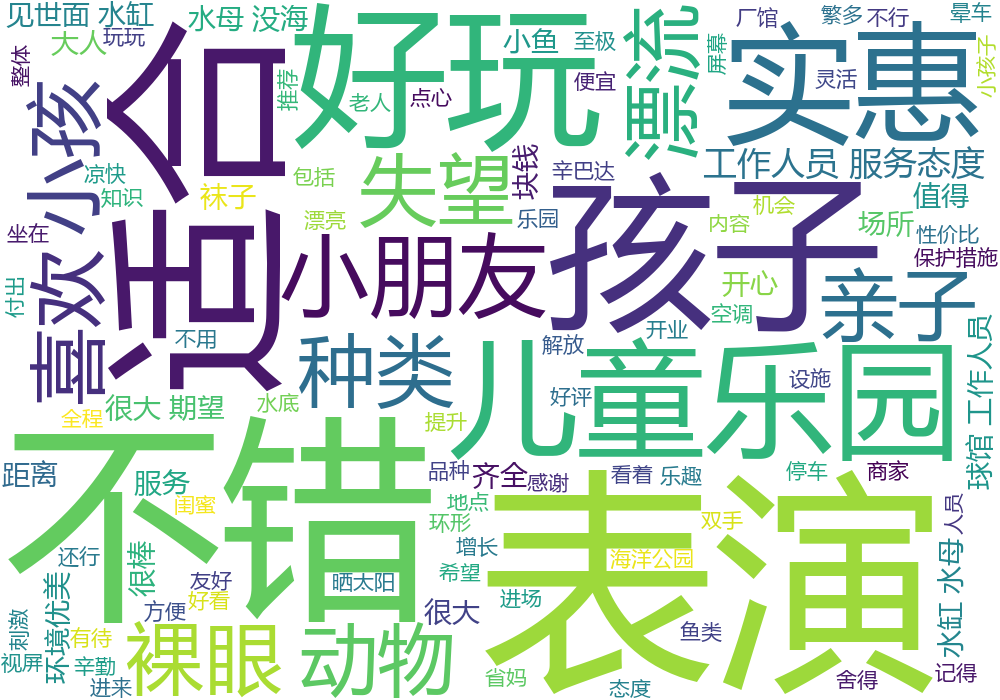 见世面 水缸
水母 没海
大人
玩玩
整体
适合
好玩
漂流
实惠
小鱼
至极
厂馆
繁多
不行
晕车
屏幕
灵活
小孩子
便宜
推荐
老人
点心
喜欢 小孩
凉快
知识
袜子
包括
失望
块钱
辛巴达
工作人员 服务态度
值得
坐在
漂亮
乐园
内容
机会
场所
性价比
保护措施
付出
小朋友
孩子
开心
空调
亲子
不用
种类
解放
开业
儿童乐园
设施
好评
球馆 工作人员
全程
很大 期望
水底
提升
不错
距离
服务
闺蜜
品种
齐全
感谢
看着
乐趣
停车
商家
地点
环形
表演
双手
人员
还行
很棒
增长
海洋公园
水缸 水母
友好
晒太阳
希望
环境优美
方便
好看
很大
进场
刺激
有待
裸眼
动物
鱼类
视屏
辛勤
进来
省妈
态度
舍得
记得